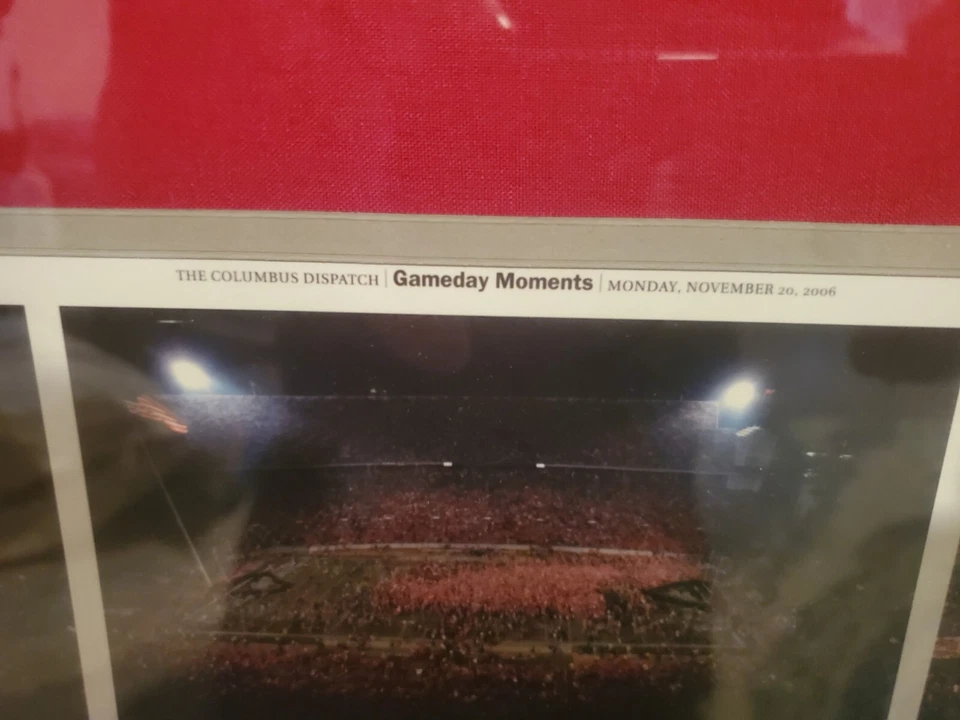 THE COLUMBUS DISPATCH | Gameday Moments | MONDAY, NOVEMBER 20, 2006